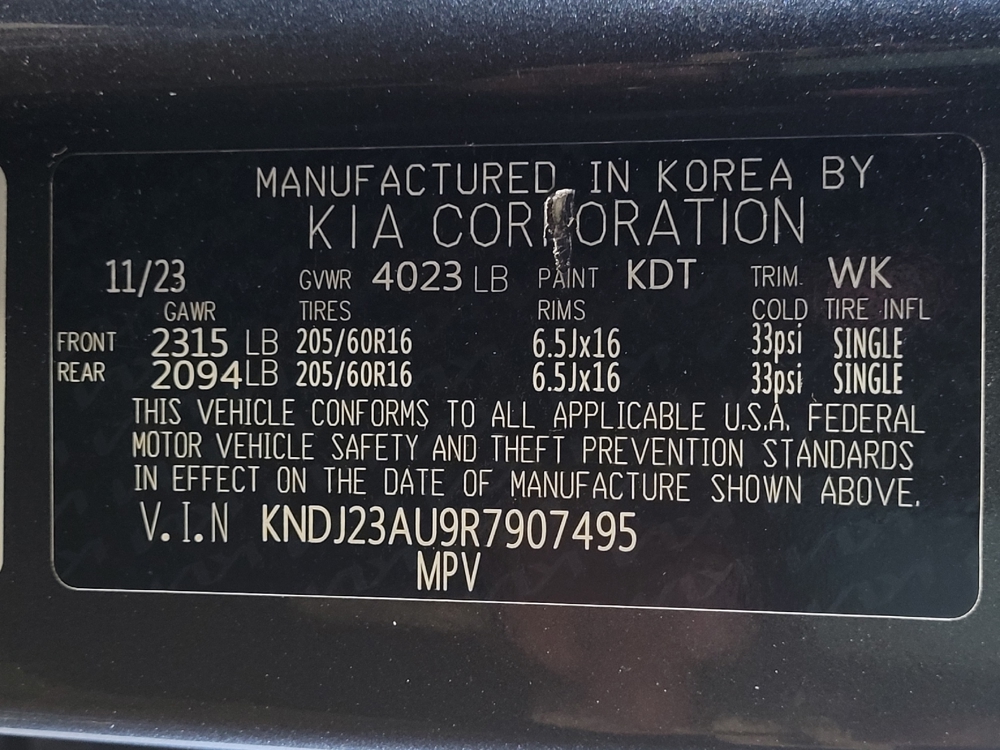 MANUFACTURED IN KOREA BY
KIA CORPORATION
11/23 GVWR 4023 LB PAINT KDT TRIM WK
GAWR TIRES RIMS COLD TIRE INFL
FRONT 2315 LB 205/60R16 6.5Jx16 33psi SINGLE
REAR 2094 LB 205/60R16 6.5Jx16 33psi SINGLE
THIS VEHICLE CONFORMS TO ALL APPLICABLE U.S.A. FEDERAL
MOTOR VEHICLE SAFETY AND THEFT PREVENTION STANDARDS
IN EFFECT ON THE DATE OF MANUFACTURE SHOWN ABOVE.
V.I.N KNDJ23AU9R7907495
MPV